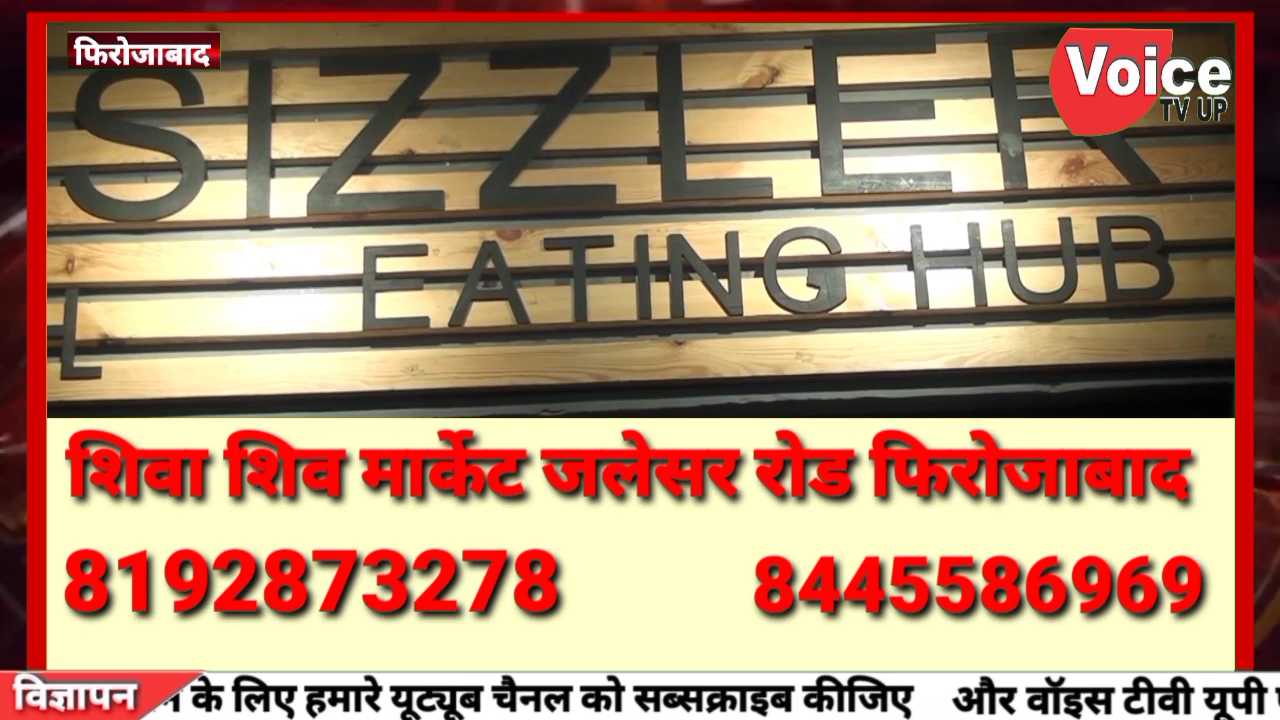 फिरोजाबाद
Voice
TV UP
SIZZLER
EATING HUB
शिवा शिव मार्केट जलेसर रोड फिरोजाबाद
8192873278 8445586969
विज्ञापन के लिए हमारे यूट्यूब चैनल को सब्सक्राइब कीजिए और वॉइस टीवी यूपी